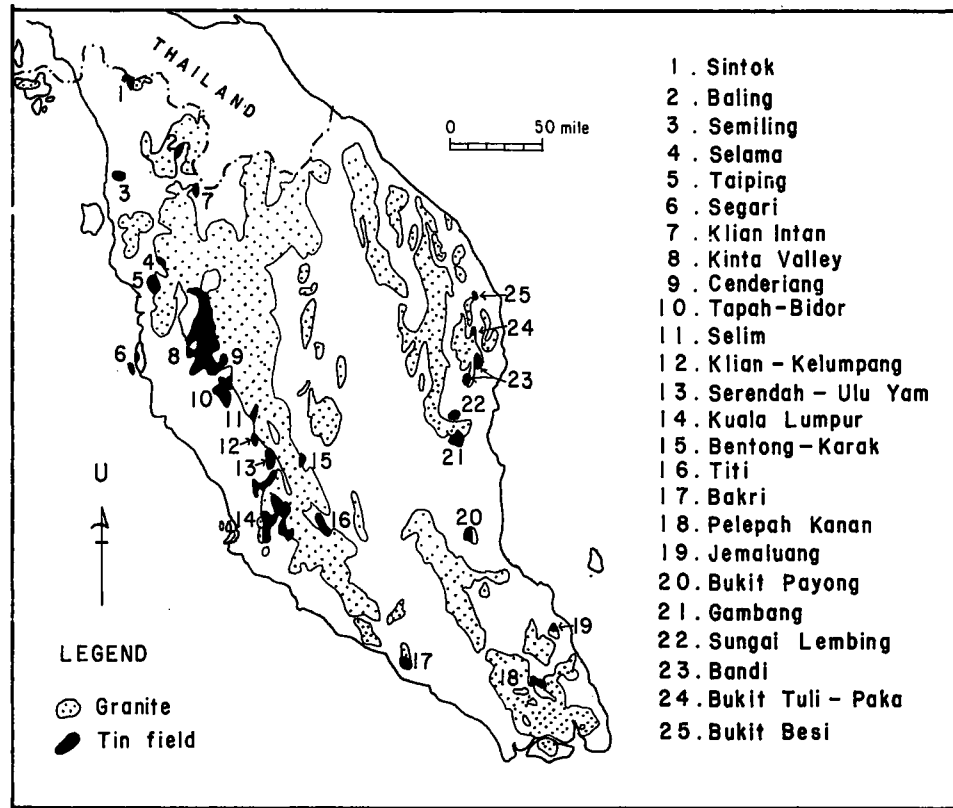 THAILAND
0 50 mile
1 . Sintok
2 . Baling
3 . Semiling
4 . Selama
5 . Taiping
6 . Segari
7 . Klian Intan
8 . Kinta Valley
9 . Cenderiang
10 . Tapah-Bidor
11 . Selim
12 . Klian - Kelumpang
13 . Serendah - Ulu Yam
14 . Kuala Lumpur
15 . Bentong-Karak
16 . Titi
17 . Bakri
18 . Pelepah Kanan
19 . Jemaluang
20 . Bukit Payong
21 . Gambang
22 . Sungai Lembing
23 . Bandi
24 . Bukit Tuli - Paka
25 . Bukit Besi
1
2
3
7
4
5
25
24
6
8
9
23
10
22
11
12
21
13
15
U
14
16
20
19
17
18
LEGEND
Granite
Tin field